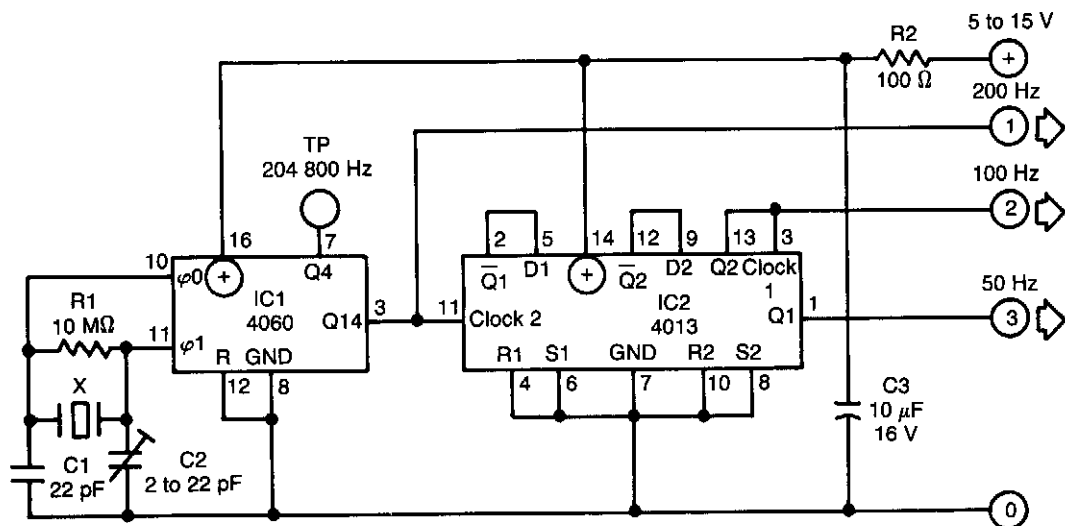 5 to 15 V
R2
+
100 Ω
200 Hz
1
TP
204 800 Hz
100 Hz
2
16
7
2
5
14
12
9
13
3
10
φ0
+
Q4
Q̅1
D1
+
Q̅2
D2
Q2
Clock
1
R1
10 MΩ
IC1
4060
3
11
Clock 2
IC2
4013
Q1
1
50 Hz
3
11
φ1
Q14
R
GND
R1
S1
GND
R2
S2
X
12
8
4
6
7
10
8
C3
10 μF
16 V
C1
22 pF
C2
2 to 22 pF
0